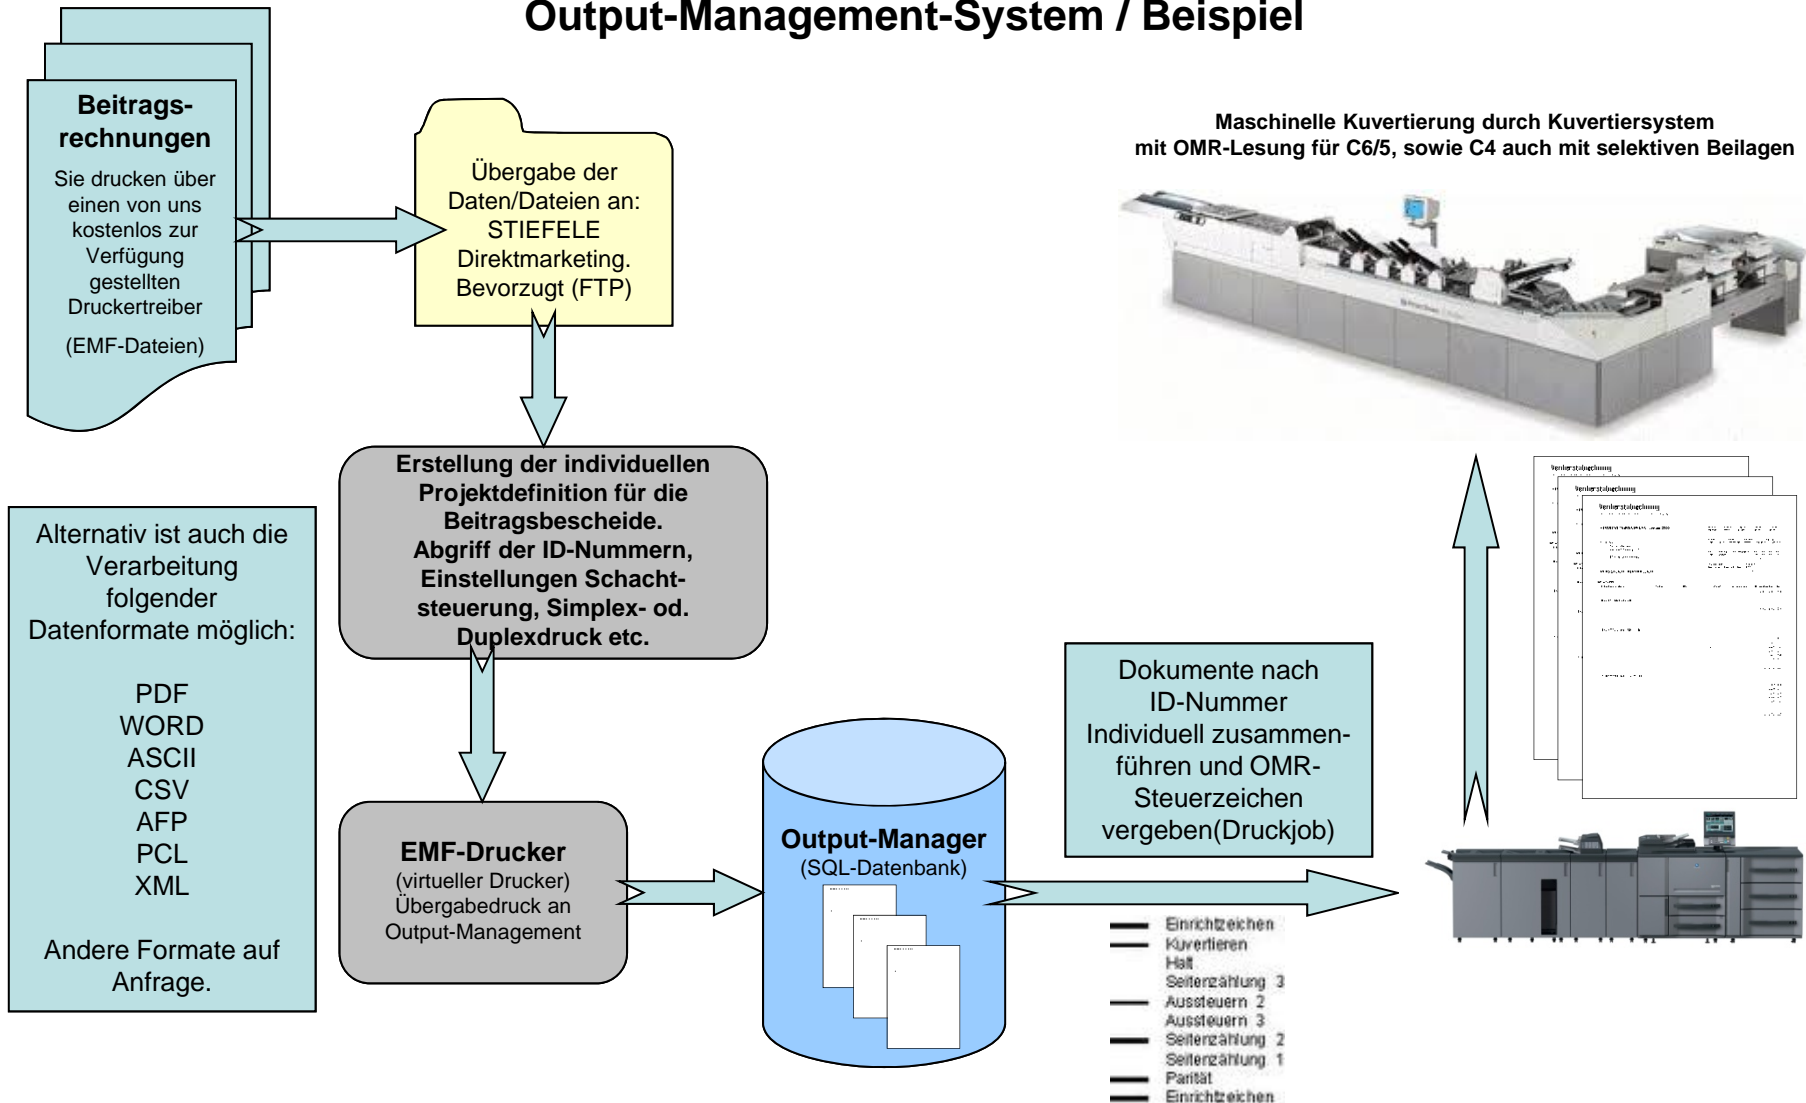 Output-Management-System / Beispiel
Beitrags-
rechnungen
Sie drucken über
einen von uns
kostenlos zur
Verfügung
gestellten
Druckertreiber
(EMF-Dateien)
Übergabe der
Daten/Dateien an:
STIEFELE
Direktmarketing.
Bevorzugt (FTP)
Maschinelle Kuvertierung durch Kuvertiersystem
mit OMR-Lesung für C6/5, sowie C4 auch mit selektiven Beilagen
Erstellung der individuellen
Projektdefinition für die
Beitragsbescheide.
Abgriff der ID-Nummern,
Einstellungen Schacht-
steuerung, Simplex- od.
Duplexdruck etc.
Alternativ ist auch die
Verarbeitung
folgender
Datenformate möglich:
PDF
WORD
ASCII
CSV
AFP
PCL
XML
Andere Formate auf
Anfrage.
EMF-Drucker
(virtueller Drucker)
Übergabedruck an
Output-Management
Output-Manager
(SQL-Datenbank)
Dokumente nach
ID-Nummer
Individuell zusammen-
führen und OMR-
Steuerzeichen
vergeben(Druckjob)
Einrichtzeichen
Kuvertieren
Halt
Seitenzählung 3
Aussteuern 2
Aussteuern 3
Seitenzählung 2
Seitenzählung 1
Parität
Einrichtzeichen